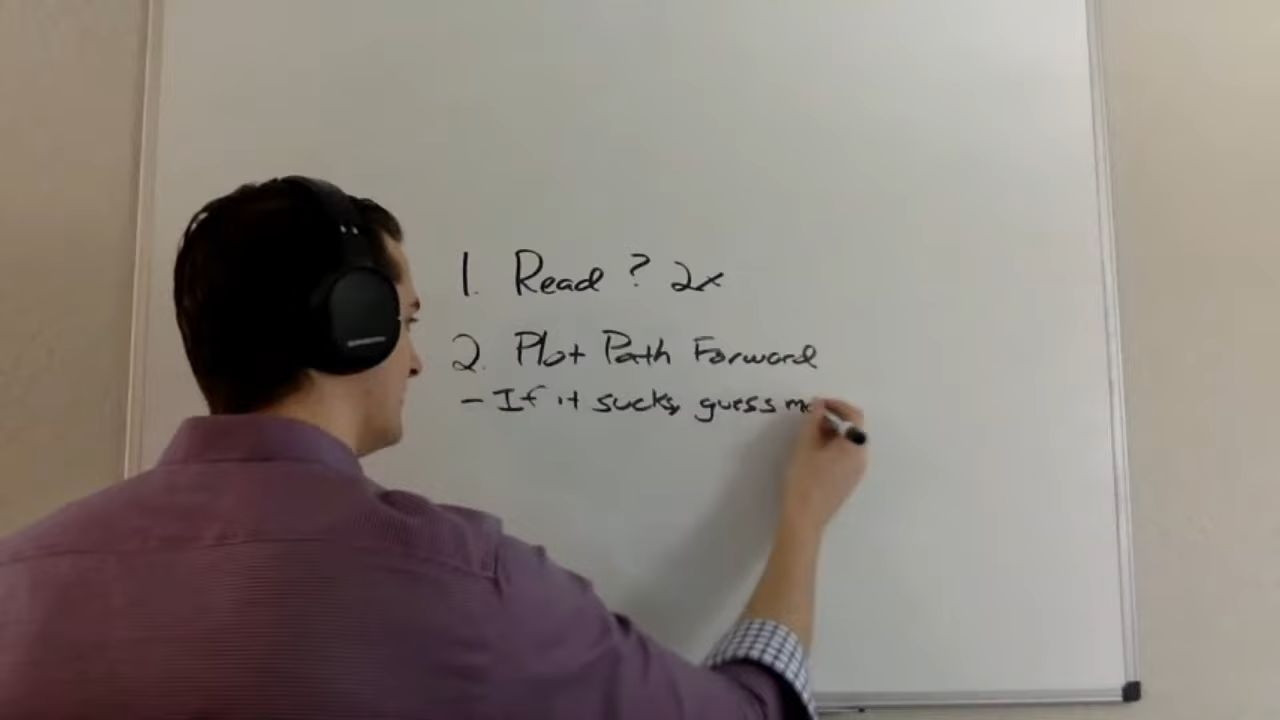 1. Read ? 2x
2. Plot Path Forward
- If it sucks, guess